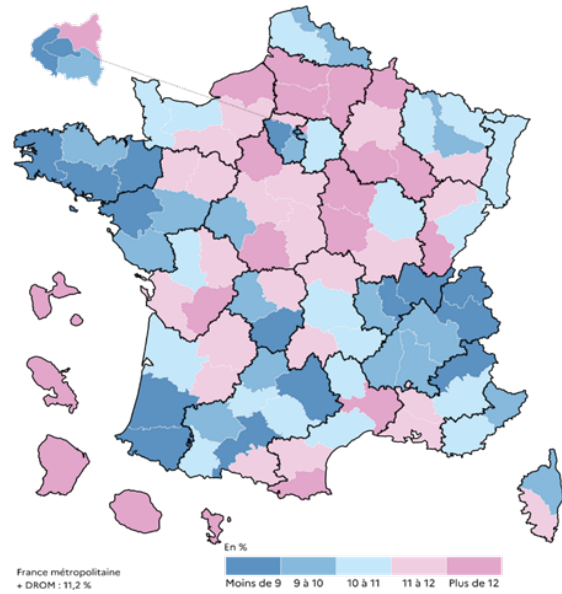 En %
Moins de 9 9 à 10 10 à 11 11 à 12 Plus de 12
France métropolitaine
+ DROM : 11,2 %